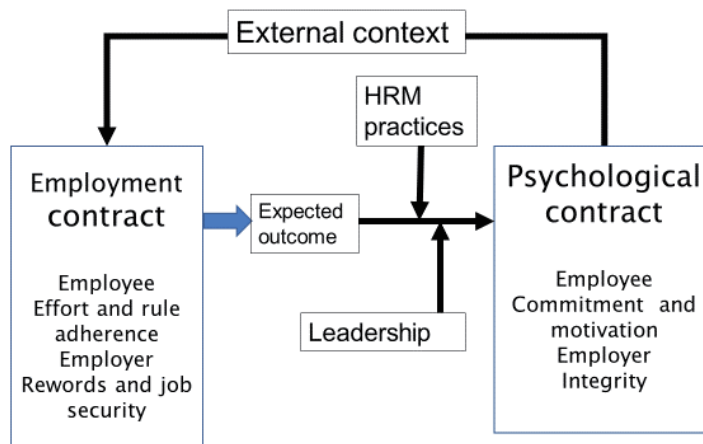 External context
HRM
practices
Employment
contract
Employee
Effort and rule
adherence
Employer
Rewords and job
security
Expected
outcome
Leadership
Psychological
contract
Employee
Commitment and
motivation
Employer
Integrity